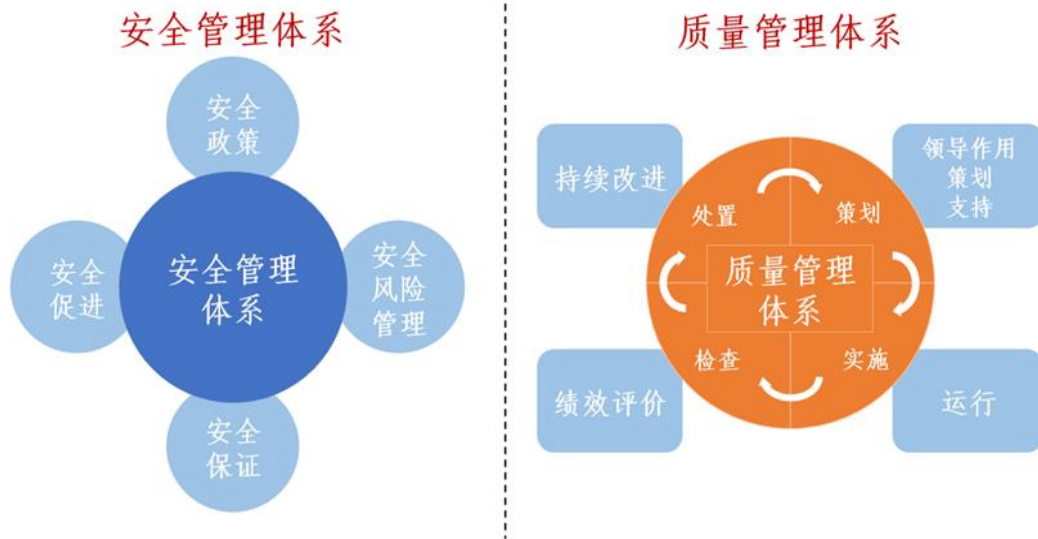 安全管理体系
安全
政策
安全
促进
安全管理
体系
安全
风险
管理
安全
保证
质量管理体系
持续改进
领导作用
策划
支持
处置
策划
质量管理
体系
检查
实施
绩效评价
运行